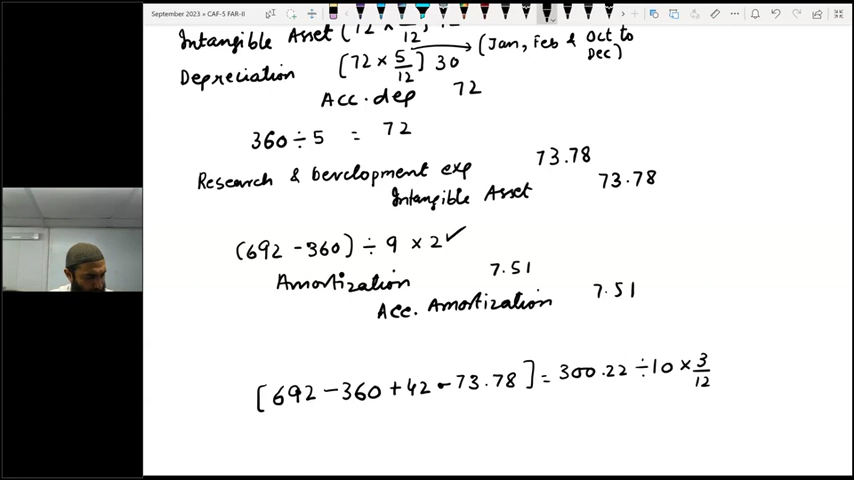 September 2023 » CAF-5 FAR-II
Intangible Asset (72 × 12)
Depreciation (72 × 5/12) 30 → (Jan, Feb & Oct to Dec)
Acc. dep 72
360 ÷ 5 = 72
Research & Development exp 73.78
Intangible Asset 73.78
(692 - 360) ÷ 9 × 2 ✓
Amortization 7.51
Acc. Amortization 7.51
[692 - 360 + 42 - 73.78] = 300.22 ÷ 10 × 3/12